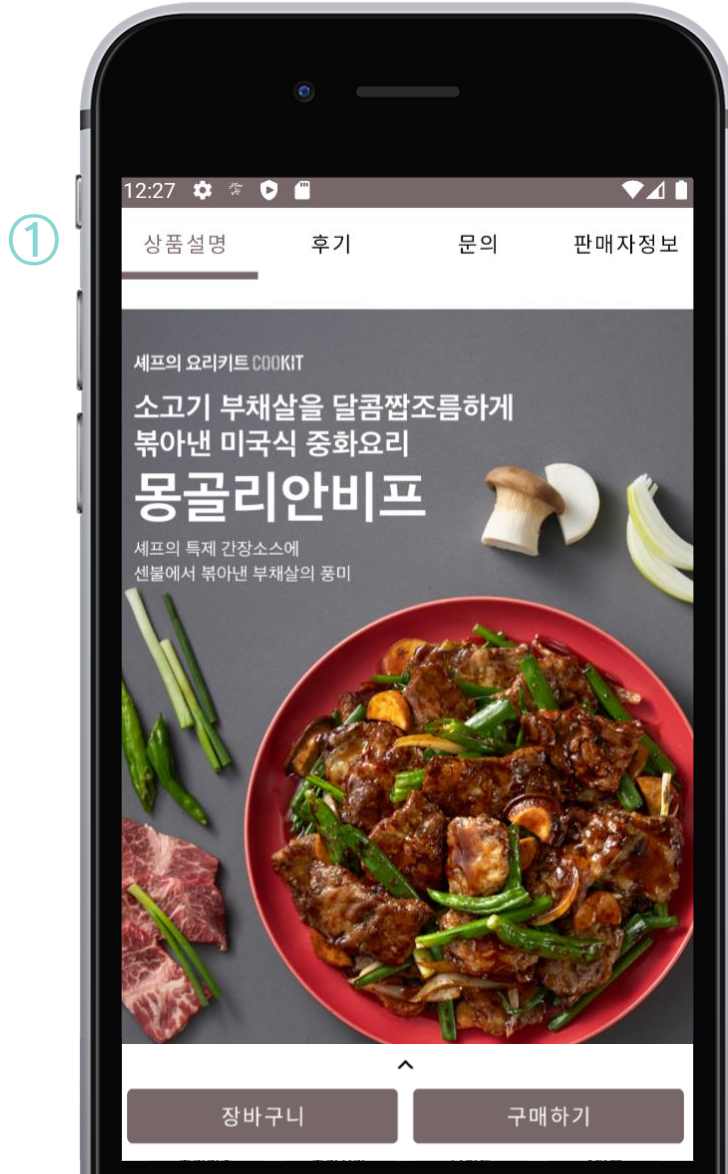 12:27
①
상품설명 후기 문의 판매자정보
셰프의 요리키트 COOKIT
소고기 부채살을 달콤짭조름하게
볶아낸 미국식 중화요리
몽골리안비프
셰프의 특제 간장소스에
센불에서 볶아낸 부채살의 풍미
장바구니 구매하기